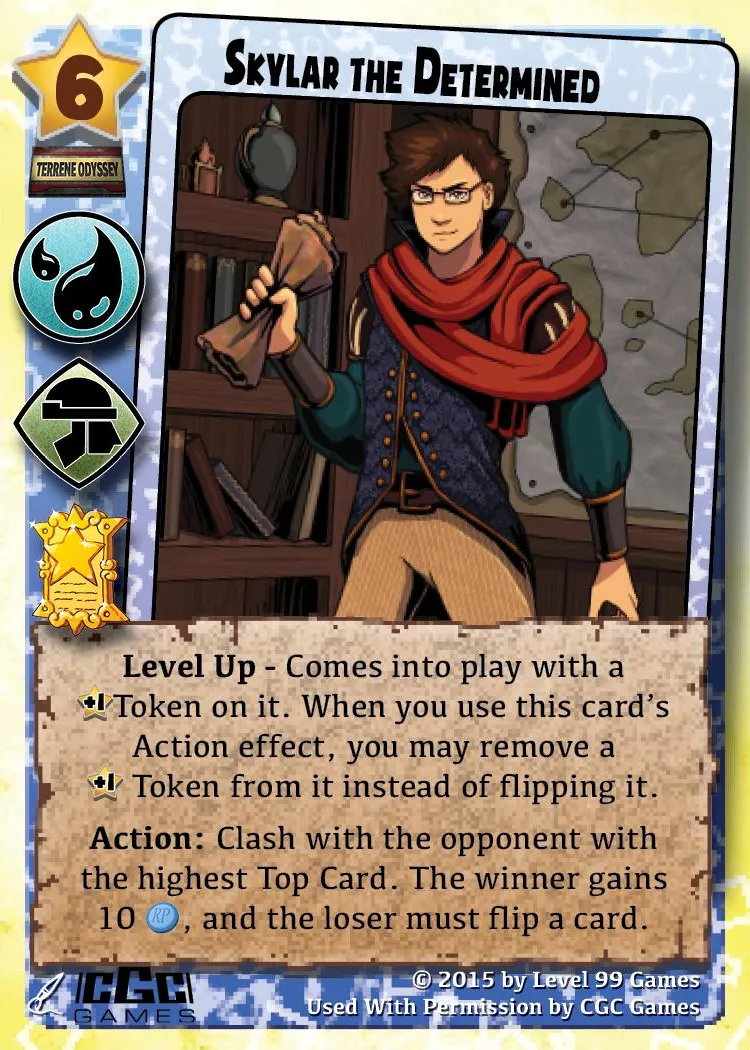 6
SKYLAR THE DETERMINED
TERRENE ODYSSEY
Level Up - Comes into play with a
+1 Token on it. When you use this card's
Action effect, you may remove a
+1 Token from it instead of flipping it.
Action: Clash with the opponent with
the highest Top Card. The winner gains
10 RP, and the loser must flip a card.
CGC
GAMES
© 2015 by Level 99 Games
Used With Permission by CGC Games